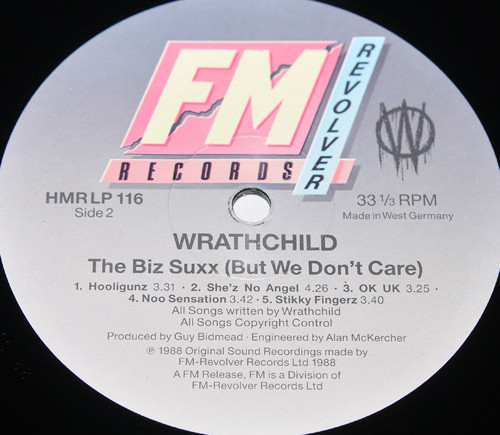 FM
REVOLVER
RECORDS
W
HMR LP 116
Side 2
33 1/3 RPM
Made in West Germany
WRATHCHILD
The Biz Suxx (But We Don't Care)
1. Hooligunz 3.31 · 2. She'z No Angel 4.26 · 3. OK UK 3.25 ·
4. Noo Sensation 3.42 · 5. Stikky Fingerz 3.40
All Songs written by Wrathchild
All Songs Copyright Control
Produced by Guy Bidmead · Engineered by Alan McKercher
℗ 1988 Original Sound Recordings made by
FM-Revolver Records Ltd 1988
A FM Release, FM is a Division of
FM-Revolver Records Ltd